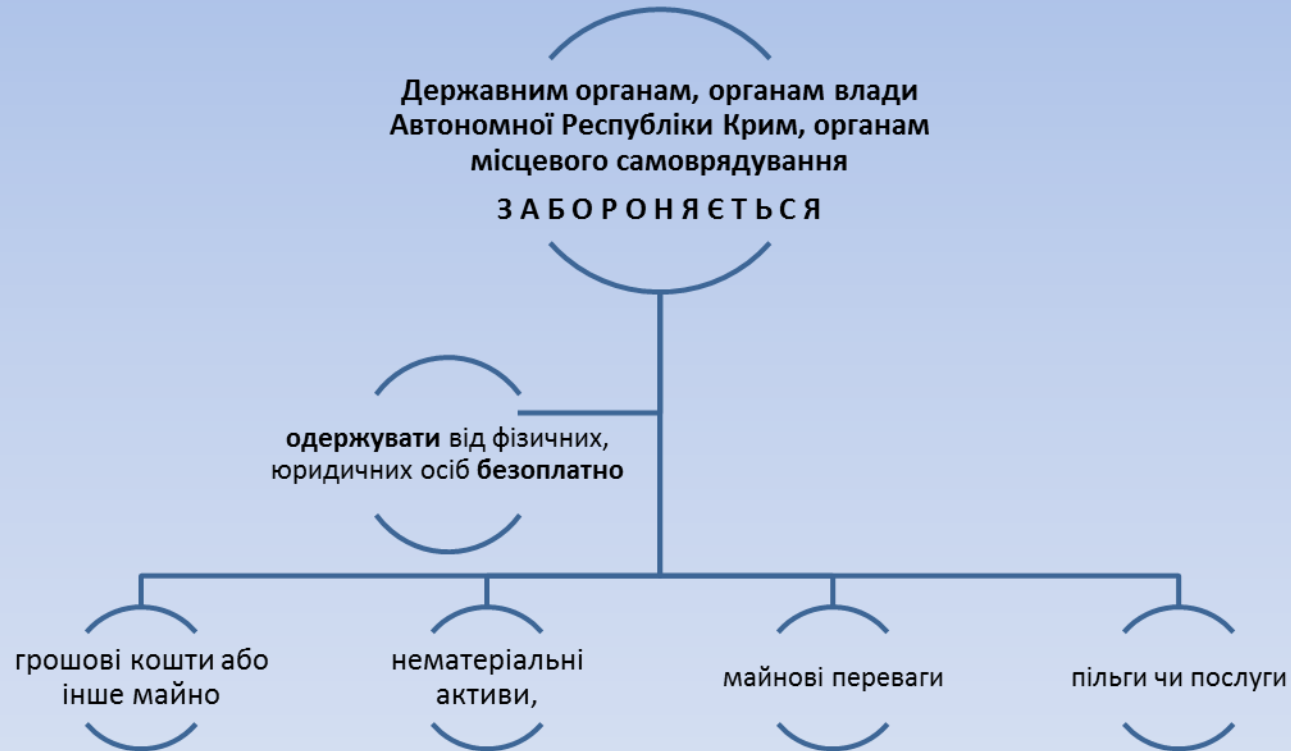 Державним органам, органам влади
Автономної Республіки Крим, органам
місцевого самоврядування
З А Б О Р О Н Я Є Т Ь С Я
одержувати від фізичних,
юридичних осіб безоплатно
грошові кошти або
інше майно
нематеріальні
активи,
майнові переваги
пільги чи послуги